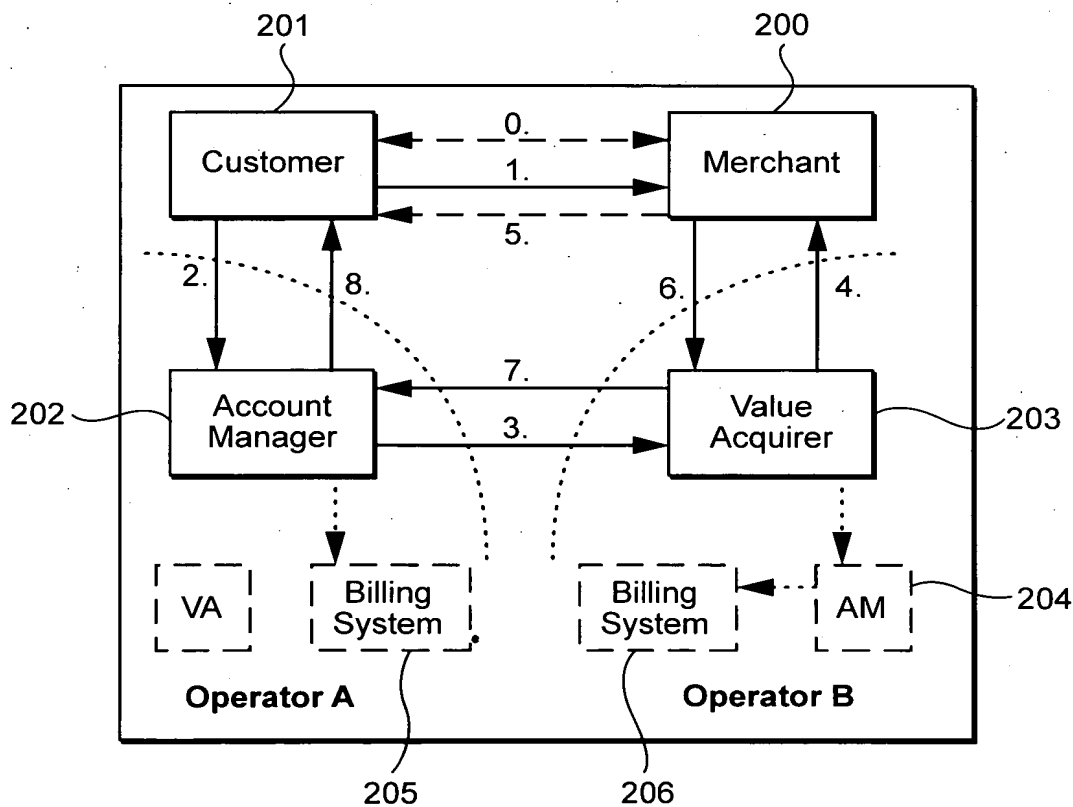 201
200
Customer
0.
1.
5.
Merchant
2.
8.
6.
4.
202
Account
Manager
7.
3.
Value
Acquirer
203
VA
Billing
System
Billing
System
AM
204
Operator A
Operator B
205
206